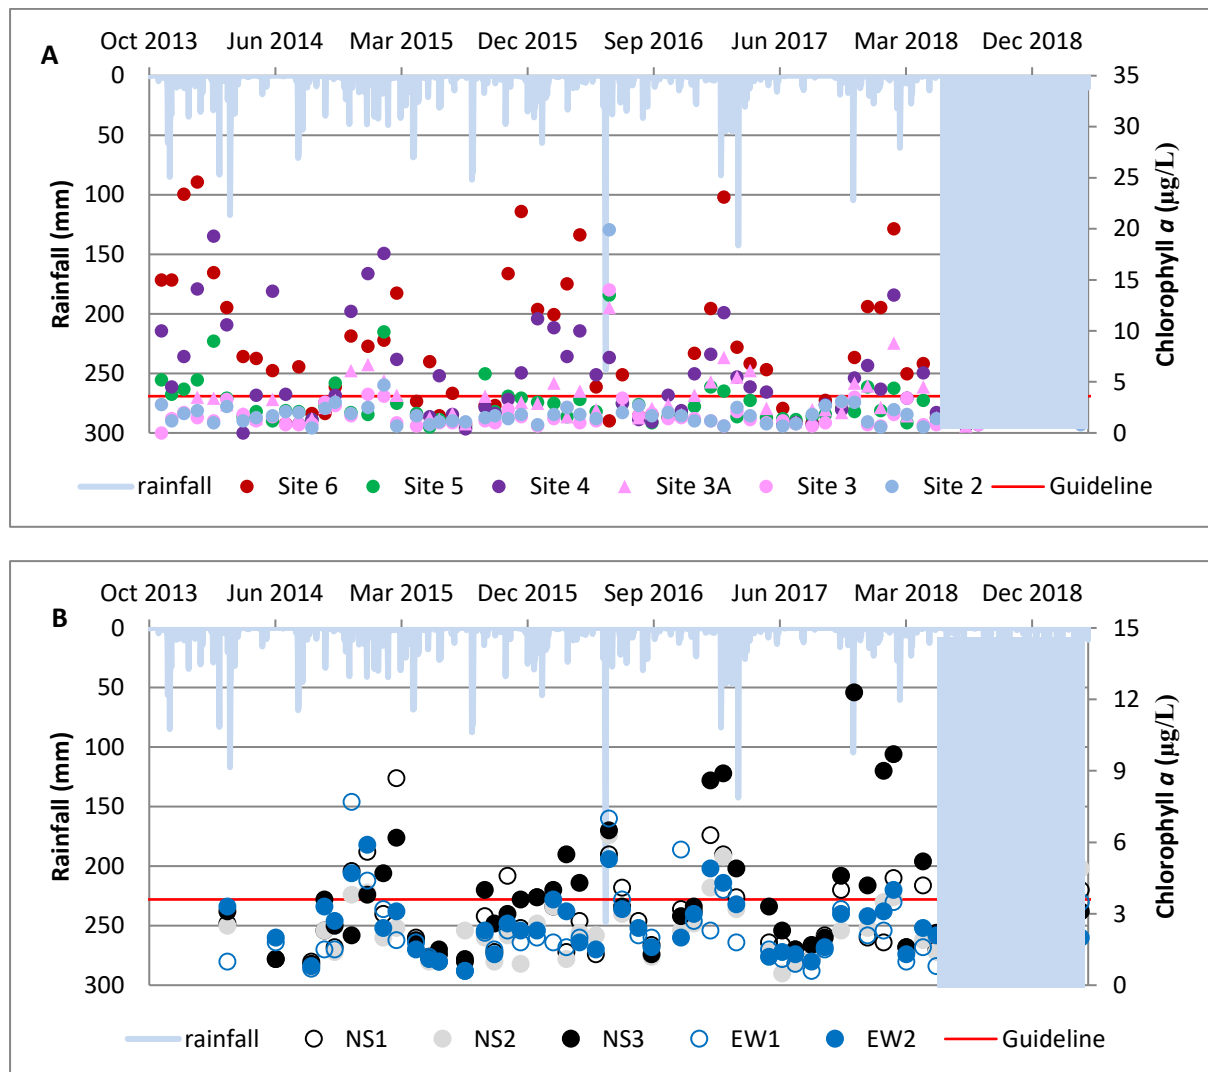 A
Oct 2013 Jun 2014 Mar 2015 Dec 2015 Sep 2016 Jun 2017 Mar 2018 Dec 2018
0 35
30
50
25
100
20
150
15
200
10
250
5
300 0
Rainfall (mm)
Chlorophyll a (µg/L)
rainfall Site 6 Site 5 Site 4 Site 3A Site 3 Site 2 Guideline
B
Oct 2013 Jun 2014 Mar 2015 Dec 2015 Sep 2016 Jun 2017 Mar 2018 Dec 2018
0 15
50
12
100
9
150
6
200
3
250
300 0
Rainfall (mm)
Chlorophyll a (µg/L)
rainfall NS1 NS2 NS3 EW1 EW2 Guideline